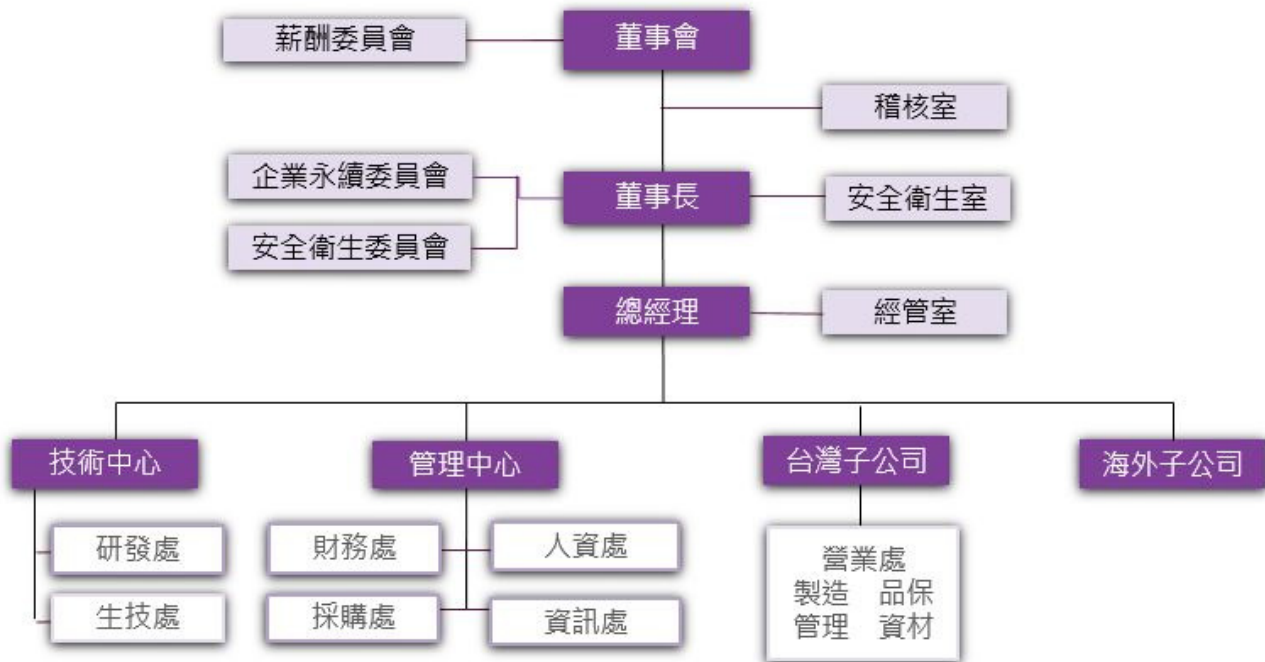 薪酬委員會
董事會
稽核室
企業永續委員會
董事長
安全衛生室
安全衛生委員會
總經理
經管室
技術中心
管理中心
台灣子公司
海外子公司
研發處
財務處
人資處
營業處
製造 品保
管理 資材
生技處
採購處
資訊處